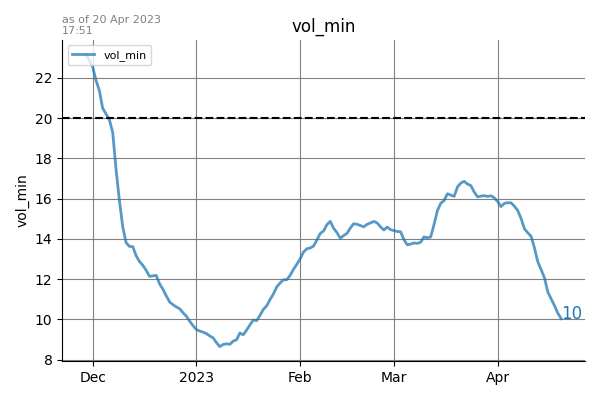 as of 20 Apr 2023
17:51
vol_min
vol_min
vol_min
22
20
18
16
14
12
10
8
10
Dec
2023
Feb
Mar
Apr